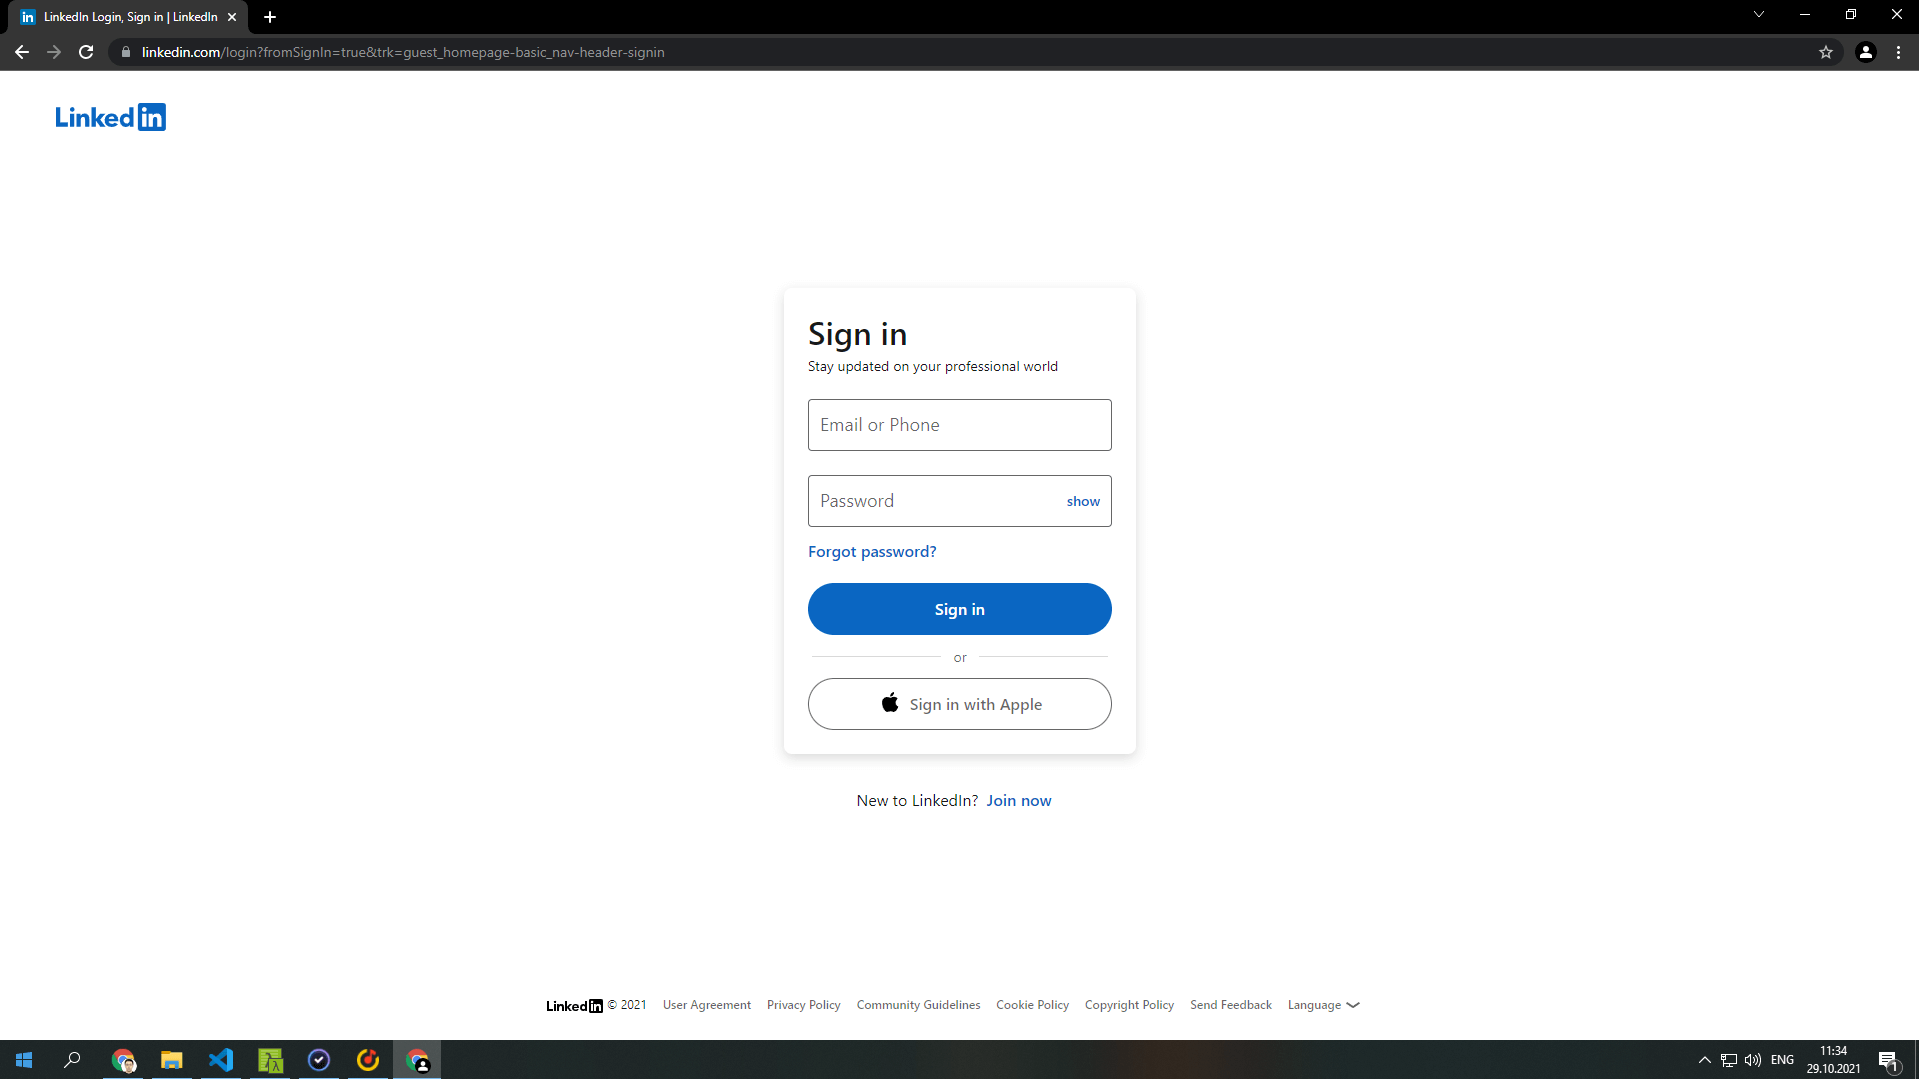 LinkedIn Login, Sign in | LinkedIn
linkedin.com/login?fromSignIn=true&trk=guest_homepage-basic_nav-header-signin
Linked in
Sign in
Stay updated on your professional world
Email or Phone
Password show
Forgot password?
Sign in
or
Sign in with Apple
New to LinkedIn? Join now
Linked in © 2021 User Agreement Privacy Policy Community Guidelines Cookie Policy Copyright Policy Send Feedback Language
ENG
11:34
29.10.2021
1